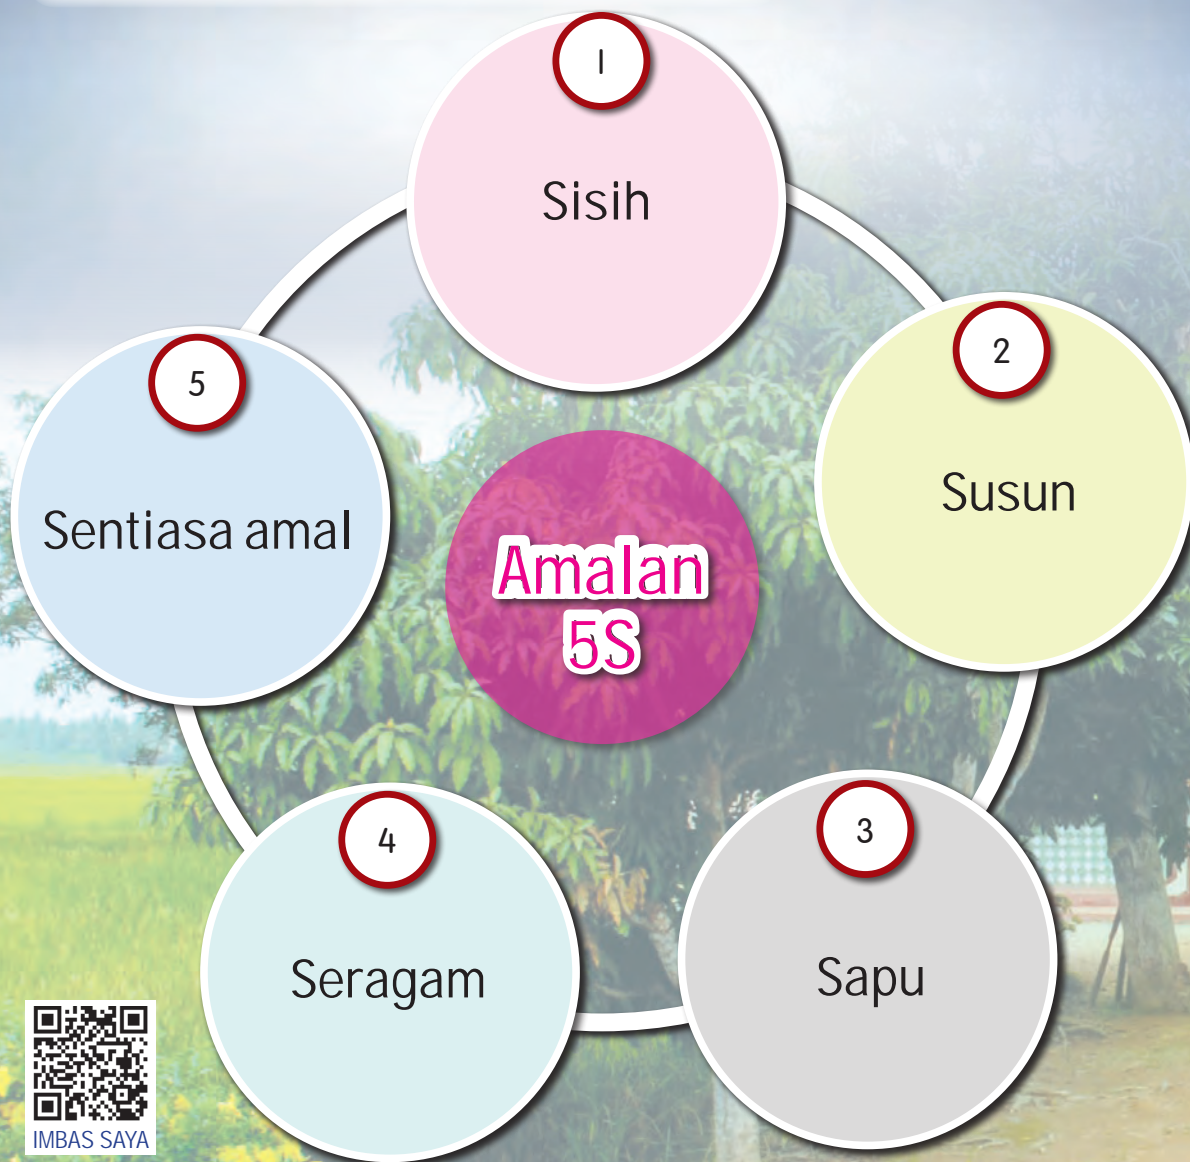 1
Sisih
2
Susun
3
Sapu
4
Seragam
5
Sentiasa amal
Amalan
5S
IMBAS SAYA